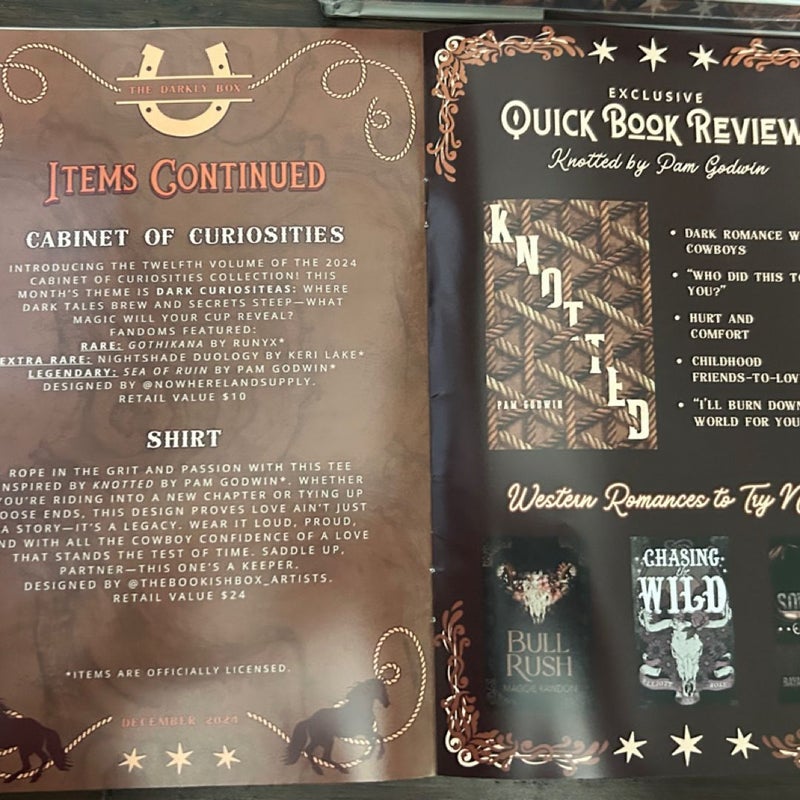 THE DARKLY BOX
ITEMS CONTINUED
CABINET OF CURIOSITIES
INTRODUCING THE TWELFTH VOLUME OF THE 2024
CABINET OF CURIOSITIES COLLECTION! THIS
MONTH'S THEME IS DARK CURIOSITEAS: WHERE
DARK TALES BREW AND SECRETS STEEP—WHAT
MAGIC WILL YOUR CUP REVEAL?
FANDOMS FEATURED:
RARE: GOTHIKANA BY RUNYX*
EXTRA RARE: NIGHTSHADE DUOLOGY BY KERI LAKE*
LEGENDARY: SEA OF RUIN BY PAM GODWIN*
DESIGNED BY @NOWHERELANDSUPPLY.
RETAIL VALUE $10
SHIRT
ROPE IN THE GRIT AND PASSION WITH THIS TEE
INSPIRED BY KNOTTED BY PAM GODWIN*. WHETHER
YOU'RE RIDING INTO A NEW CHAPTER OR TYING UP
OOSE ENDS, THIS DESIGN PROVES LOVE AIN'T JUST
A STORY—IT'S A LEGACY. WEAR IT LOUD, PROUD,
ND WITH ALL THE COWBOY CONFIDENCE OF A LOVE
THAT STANDS THE TEST OF TIME. SADDLE UP,
PARTNER—THIS ONE'S A KEEPER.
DESIGNED BY @THEBOOKISHBOX_ARTISTS.
RETAIL VALUE $24
*ITEMS ARE OFFICIALLY LICENSED.
DECEMBER 2024
EXCLUSIVE
QUICK BOOK REVIEW
Knotted by Pam Godwin
KNOTTED
PAM GODWIN
• DARK ROMANCE W
COWBOYS
• "WHO DID THIS TO
YOU?"
• HURT AND
COMFORT
• CHILDHOOD
FRIENDS-TO-LOV
• "I'LL BURN DOWN
WORLD FOR YOU
Western Romances to Try N
BULL
RUSH
MAGGIE RANDON
CHASING
the
WILD
ELLIOTT ROSE